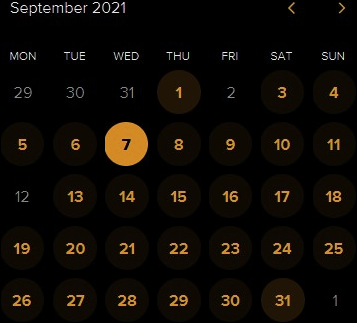 September 2021
MON TUE WED THU FRI SAT SUN
29 30 31 1 2 3 4
5 6 7 8 9 10 11
12 13 14 15 16 17 18
19 20 21 22 23 24 25
26 27 28 29 30 31 1